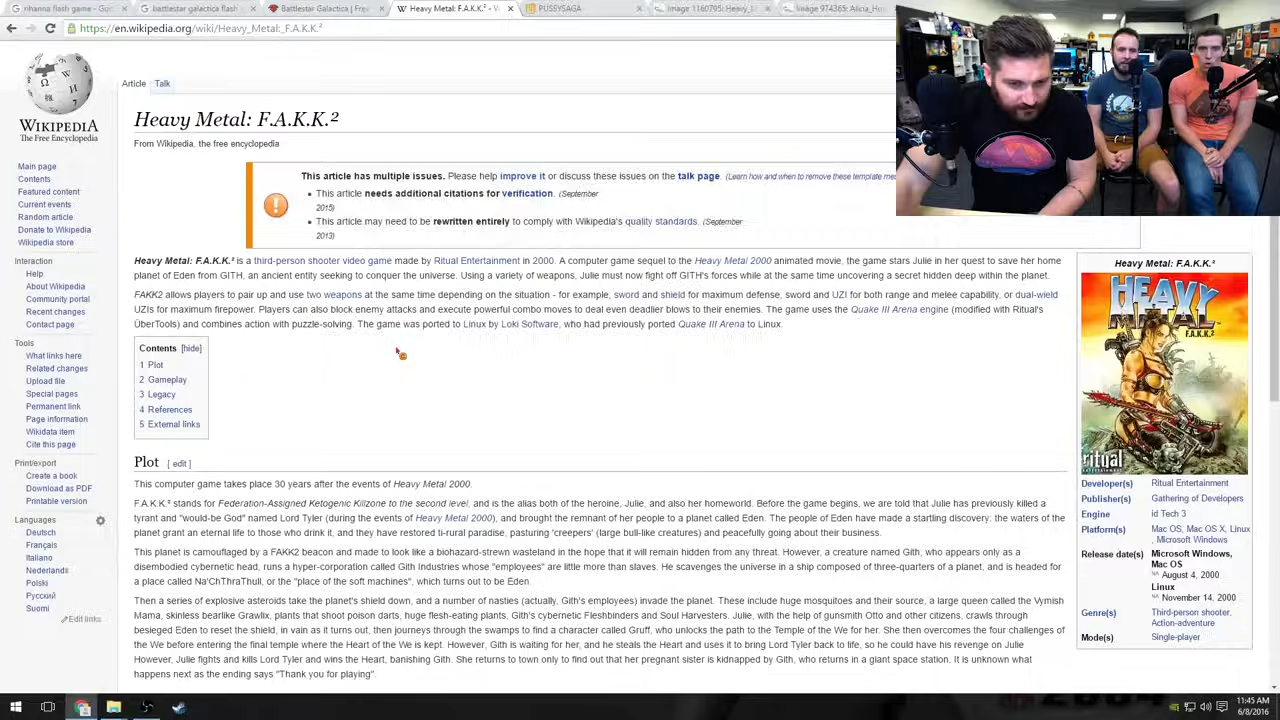 rihanna flash game - Goo
battlestar galactica flash
Battlestar Galactica ( Free
Heavy Metal: F.A.K.K.² - W
PUSSYSAGA
Image 1160795: Heavy_M
Image 974365: Alicia_Ho
https://en.wikipedia.org/wiki/Heavy_Metal:_F.A.K.K.²
WIKIPEDIA
The Free Encyclopedia
Main page
Contents
Featured content
Current events
Random article
Donate to Wikipedia
Wikipedia store
Interaction
Help
About Wikipedia
Community portal
Recent changes
Contact page
Tools
What links here
Related changes
Upload file
Special pages
Permanent link
Page information
Wikidata item
Cite this page
Print/export
Create a book
Download as PDF
Printable version
Languages
Deutsch
Français
Italiano
Nederlands
Polski
Русский
Suomi
Edit links
Article Talk
Heavy Metal: F.A.K.K.²
From Wikipedia, the free encyclopedia
This article has multiple issues. Please help improve it or discuss these issues on the talk page. (Learn how and when to remove these template me
This article needs additional citations for verification. (September
2015)
This article may need to be rewritten entirely to comply with Wikipedia's quality standards. (September
2013)
Heavy Metal: F.A.K.K.² is a third-person shooter video game made by Ritual Entertainment in 2000. A computer game sequel to the Heavy Metal 2000 animated movie, the game stars Julie in her quest to save her home
planet of Eden from GITH, an ancient entity seeking to conquer the universe. Using a variety of weapons, Julie must now fight off GITH's forces while at the same time uncovering a secret hidden deep within the planet.
FAKK2 allows players to pair up and use two weapons at the same time depending on the situation - for example, sword and shield for maximum defense, sword and UZI for both range and melee capability, or dual-wield
UZIs for maximum firepower. Players can also block enemy attacks and execute powerful combo moves to deal even deadlier blows to their enemies. The game uses the Quake III Arena engine (modified with Ritual's
ÜberTools) and combines action with puzzle-solving. The game was ported to Linux by Loki Software, who had previously ported Quake III Arena to Linux.
Contents [hide]
1 Plot
2 Gameplay
3 Legacy
4 References
5 External links
Plot [ edit ]
This computer game takes place 30 years after the events of Heavy Metal 2000.
F.A.K.K.² stands for Federation-Assigned Ketogenic Killzone to the second level, and is the alias both of the heroine, Julie, and also her homeworld. Before the game begins, we are told that Julie has previously killed a
tyrant and "would-be God" named Lord Tyler (during the events of Heavy Metal 2000), and brought the remnant of her people to a planet called Eden. The people of Eden have made a startling discovery: the waters of the
planet grant an eternal life to those who drink it, and they have restored ti-rural peasantry, pasturing 'creepers' (large bull-like creatures) and peacefully going about their business.
This planet is camouflaged by a FAKK2 beacon and made to look like a biohazard-strewn wasteland in the hope that it will remain hidden from any threat. However, a creature named Gith, who appears only as a
disembodied cybernetic head, runs a hyper-corporation called Gith Industries whose "employees" are little more than slaves. He scavenges the universe in a ship composed of three-quarters of a planet, and is headed for
a place called Na'ChThraThull, or the "place of the soft machines", which turns out to be Eden.
Then a series of explosive asteroids take the planet's shield down, and a number of nasties (actually, Gith's employees) invade the planet. These include huge mosquitoes and their source, a large queen called the Vymish
Mama, skinless bearlike Grawlix, plants that shoot poison darts, huge flesh-eating plants, Gith's cybernetic Fleshbinders and Soul Harvesters. Julie, with the help of gunsmith Otto and other citizens, crawls through
besieged Eden to reset the shield, in vain as it turns out, then journeys through the swamps to find a character called Gruff, who unlocks the path to the Temple of the We for her. She then overcomes the four challenges of
the We before entering the final temple where the Heart of the We is kept. However, Gith is waiting for her, and he steals the Heart and uses it to bring Lord Tyler back to life, so he could have his revenge on Julie
However, Julie fights and kills Lord Tyler and wins the Heart, banishing Gith. She returns to town only to find out that her pregnant sister is kidnapped by Gith, who returns in a giant space station. It is unknown what
happens next as the ending says "Thank you for playing".
Heavy Metal: F.A.K.K.²
HEAVY
METAL
F.A.K.K.²
ritual
Developer(s) Ritual Entertainment
Publisher(s) Gathering of Developers
Engine id Tech 3
Platform(s) Mac OS, Mac OS X, Linux
, Microsoft Windows
Release date(s) Microsoft Windows,
Mac OS
NA August 4, 2000
Linux
NA November 14, 2000
Genre(s) Third-person shooter,
Action-adventure
Mode(s) Single-player
11:45 AM
6/8/2016